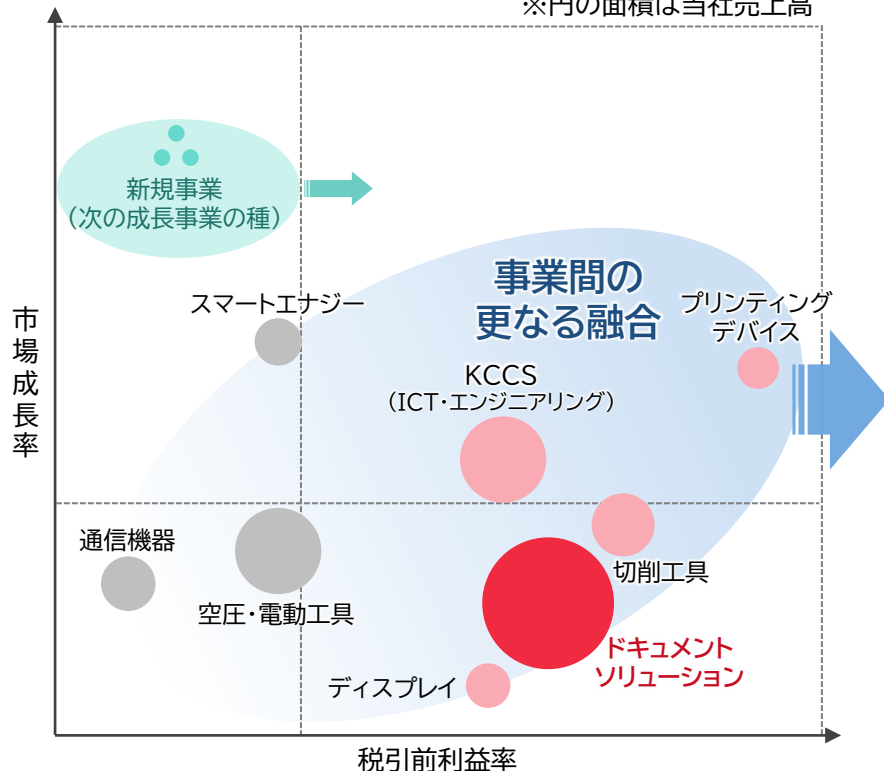 ※円の面積は当社売上高
新規事業
（次の成長事業の種）
事業間の
更なる融合
スマートエナジー
プリンティング
デバイス
KCCS
（ICT・エンジニアリング）
市場成長率
通信機器
空圧・電動工具
切削工具
ドキュメント
ソリューション
ディスプレイ
税引前利益率